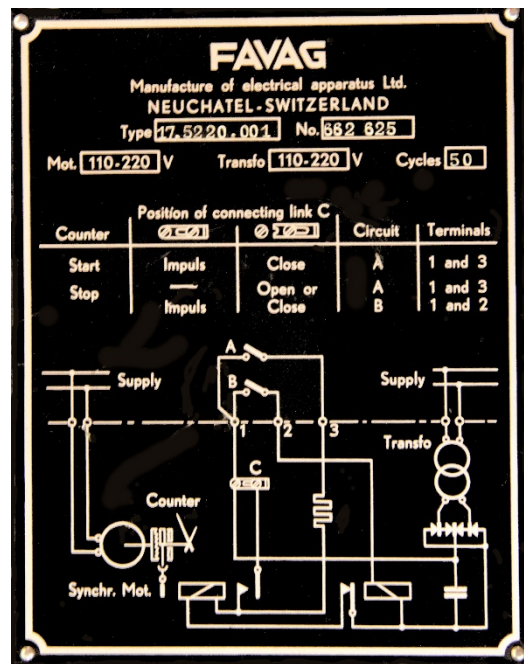 FAVAG
Manufacture of electrical apparatus Ltd.
NEUCHATEL-SWITZERLAND
Type 17.5220.001 No. 662 625
Mot. 110-220 V Transfo 110-220 V Cycles 50
Position of connecting link C
Counter Circuit Terminals
Start Impuls Close A 1 and 3
Stop — Open or A 1 and 3
Impuls Close B 1 and 2
A
Supply B Supply
1 2 3
Transfo
C
Counter
Synchr. Mot.